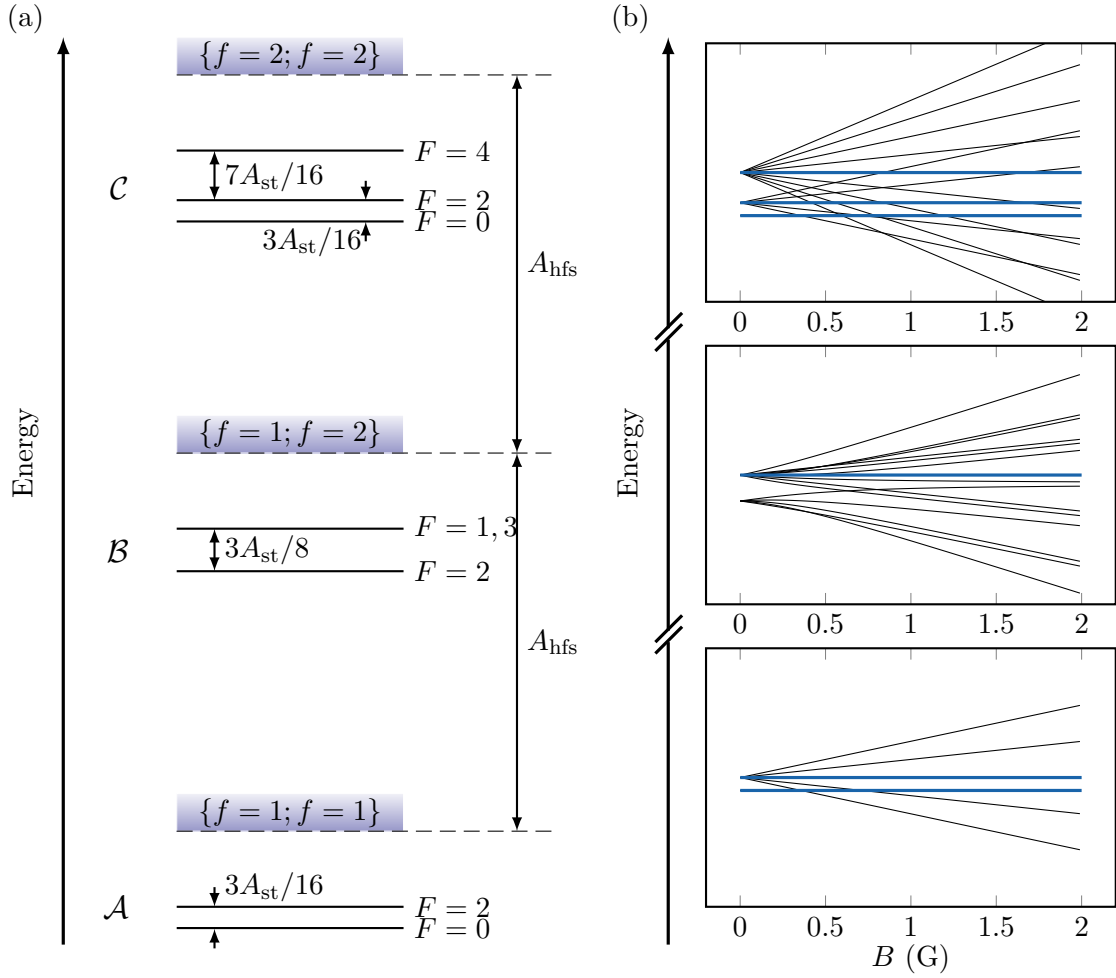 (a)
Energy
{f = 2; f = 2}
F = 4
7A_st/16
F = 2
F = 0
3A_st/16
𝒞
A_hfs
{f = 1; f = 2}
F = 1, 3
3A_st/8
F = 2
ℬ
A_hfs
{f = 1; f = 1}
3A_st/16
F = 2
F = 0
𝒜
(b)
Energy
0 0.5 1 1.5 2
0 0.5 1 1.5 2
0 0.5 1 1.5 2
B (G)